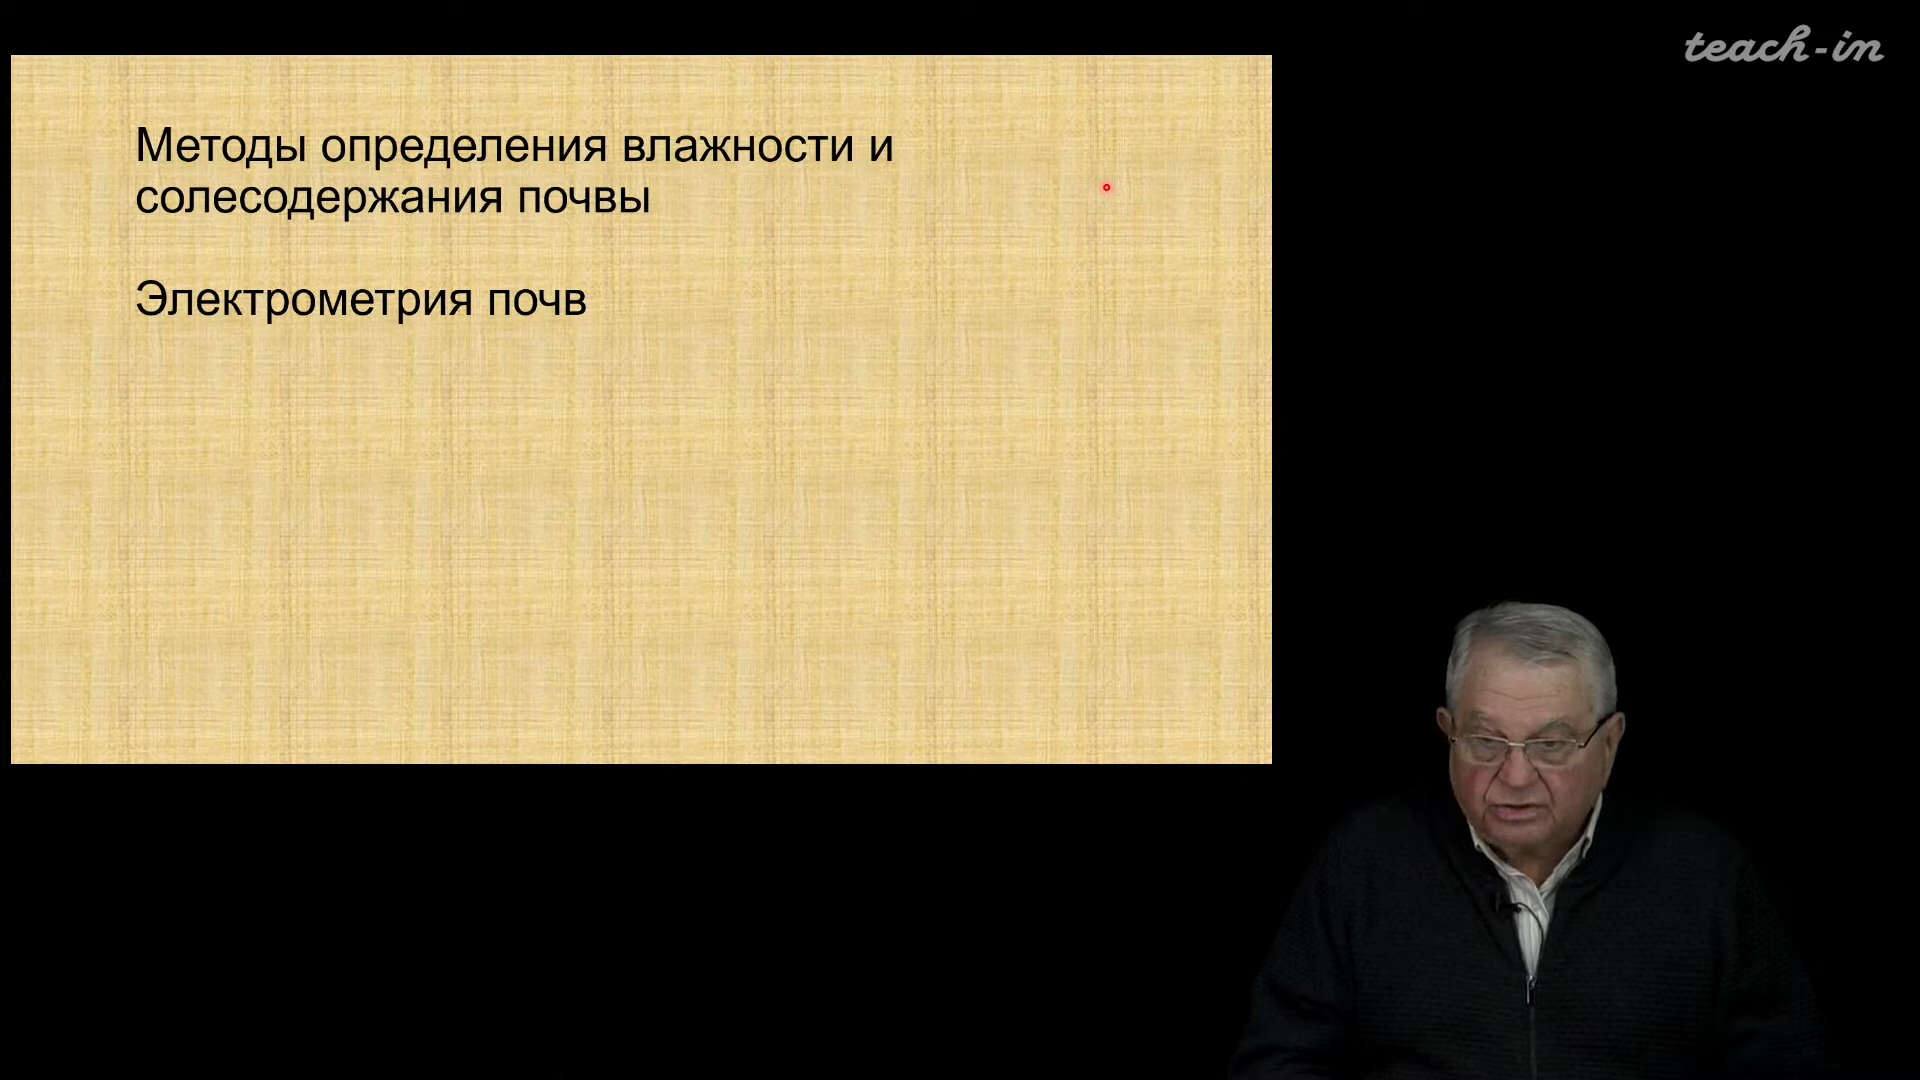 teach-in
Методы определения влажности и
солесодержания почвы
Электрометрия почв